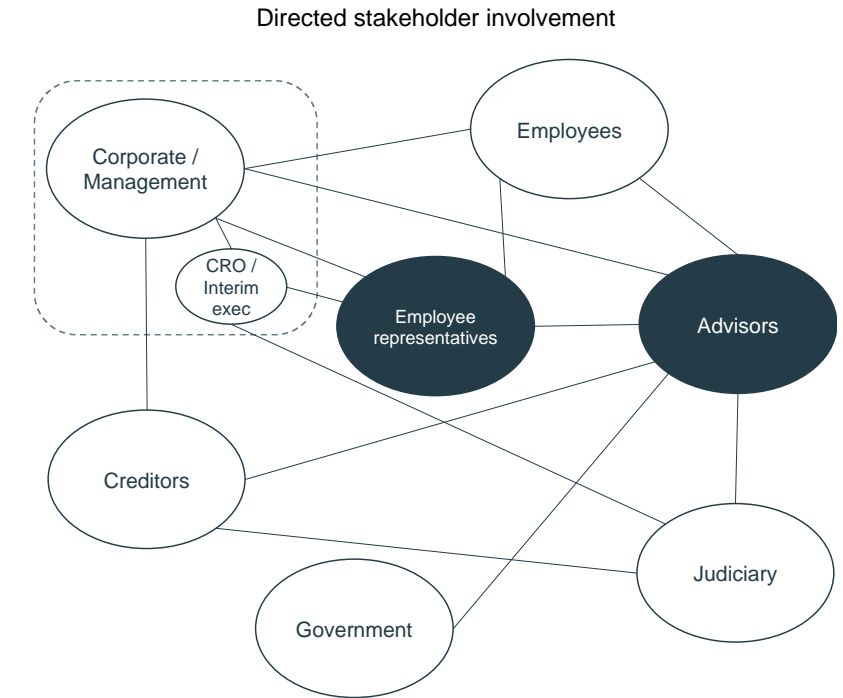 Directed stakeholder involvement
Employees
Corporate /
Management
CRO /
Interim
exec
Employee
representatives
Advisors
Creditors
Judiciary
Government